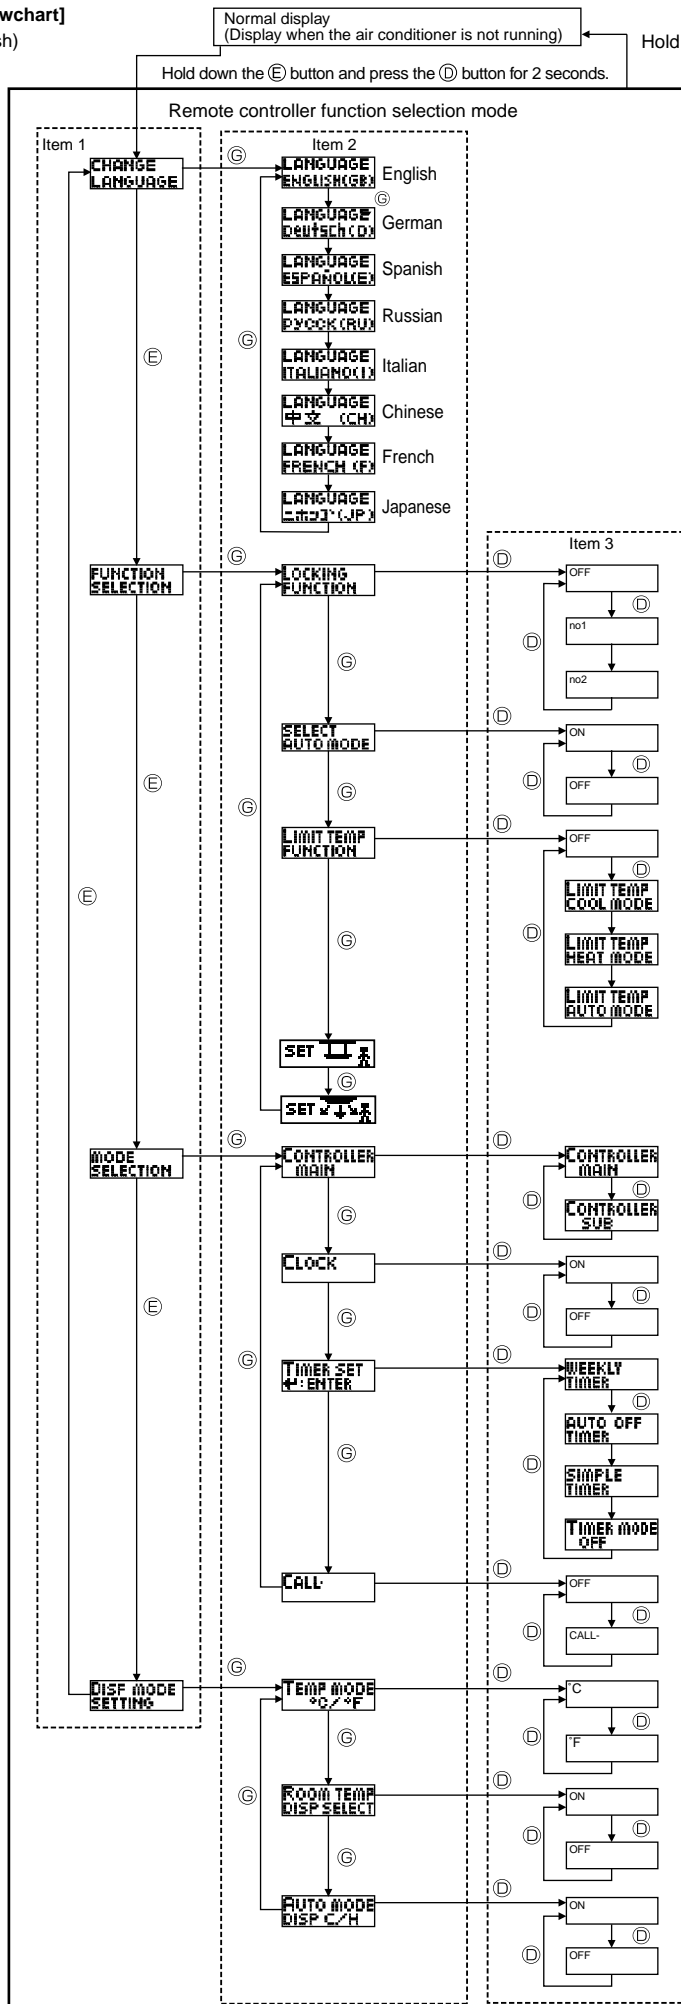 wchart]
sh)
Normal display
(Display when the air conditioner is not running)
Hold
Hold down the Ⓔ button and press the Ⓓ button for 2 seconds.
Remote controller function selection mode
Item 1
Item 2
CHANGE
LANGUAGE
Ⓖ
LANGUAGE
ENGLISH(GB)
English
Ⓖ
LANGUAGE
Deutsch(D)
German
LANGUAGE
ESPAÑOL(E)
Spanish
LANGUAGE
РУССК(RU)
Russian
Ⓖ
Ⓔ
LANGUAGE
ITALIANO(I)
Italian
LANGUAGE
中文 (CH)
Chinese
LANGUAGE
FRENCH (F)
French
LANGUAGE
ニホンゴ(JP)
Japanese
Item 3
FUNCTION
SELECTION
Ⓖ
LOCKING
FUNCTION
Ⓓ
OFF
Ⓓ
Ⓓ
no1
no2
Ⓖ
SELECT
AUTO MODE
Ⓓ
ON
Ⓓ
Ⓓ
OFF
Ⓔ
Ⓖ
Ⓖ
LIMIT TEMP
FUNCTION
Ⓓ
OFF
Ⓓ
LIMIT TEMP
COOL MODE
Ⓔ
Ⓖ
Ⓓ
LIMIT TEMP
HEAT MODE
LIMIT TEMP
AUTO MODE
SET
Ⓖ
SET
MODE
SELECTION
Ⓖ
CONTROLLER
MAIN
Ⓓ
CONTROLLER
MAIN
Ⓓ
Ⓓ
CONTROLLER
SUB
Ⓖ
CLOCK
Ⓓ
ON
Ⓓ
Ⓓ
OFF
Ⓔ
Ⓖ
Ⓖ
TIMER SET
↵:ENTER
Ⓓ
WEEKLY
TIMER
Ⓓ
AUTO OFF
TIMER
Ⓖ
Ⓓ
SIMPLE
TIMER
TIMER MODE
OFF
CALL-
Ⓓ
OFF
Ⓓ
Ⓓ
CALL-
DISP MODE
SETTING
Ⓖ
TEMP MODE
°C/°F
Ⓓ
°C
Ⓓ
Ⓓ
°F
Ⓖ
Ⓖ
ROOM TEMP
DISP SELECT
Ⓓ
ON
Ⓓ
Ⓓ
OFF
Ⓖ
AUTO MODE
DISP C/H
Ⓓ
ON
Ⓓ
Ⓓ
OFF